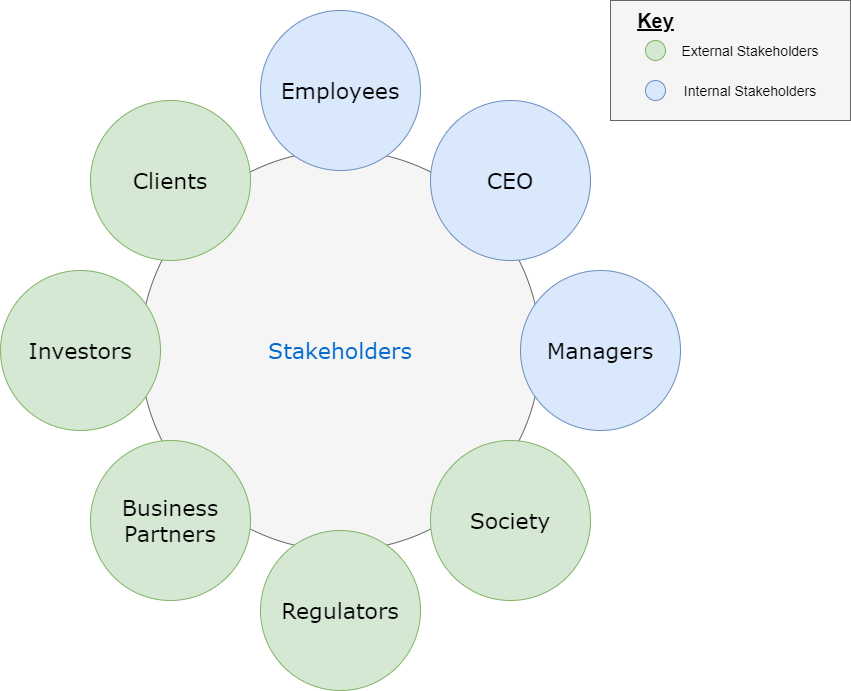 Key
External Stakeholders
Internal Stakeholders
Employees
Clients
CEO
Investors
Stakeholders
Managers
Business
Partners
Society
Regulators